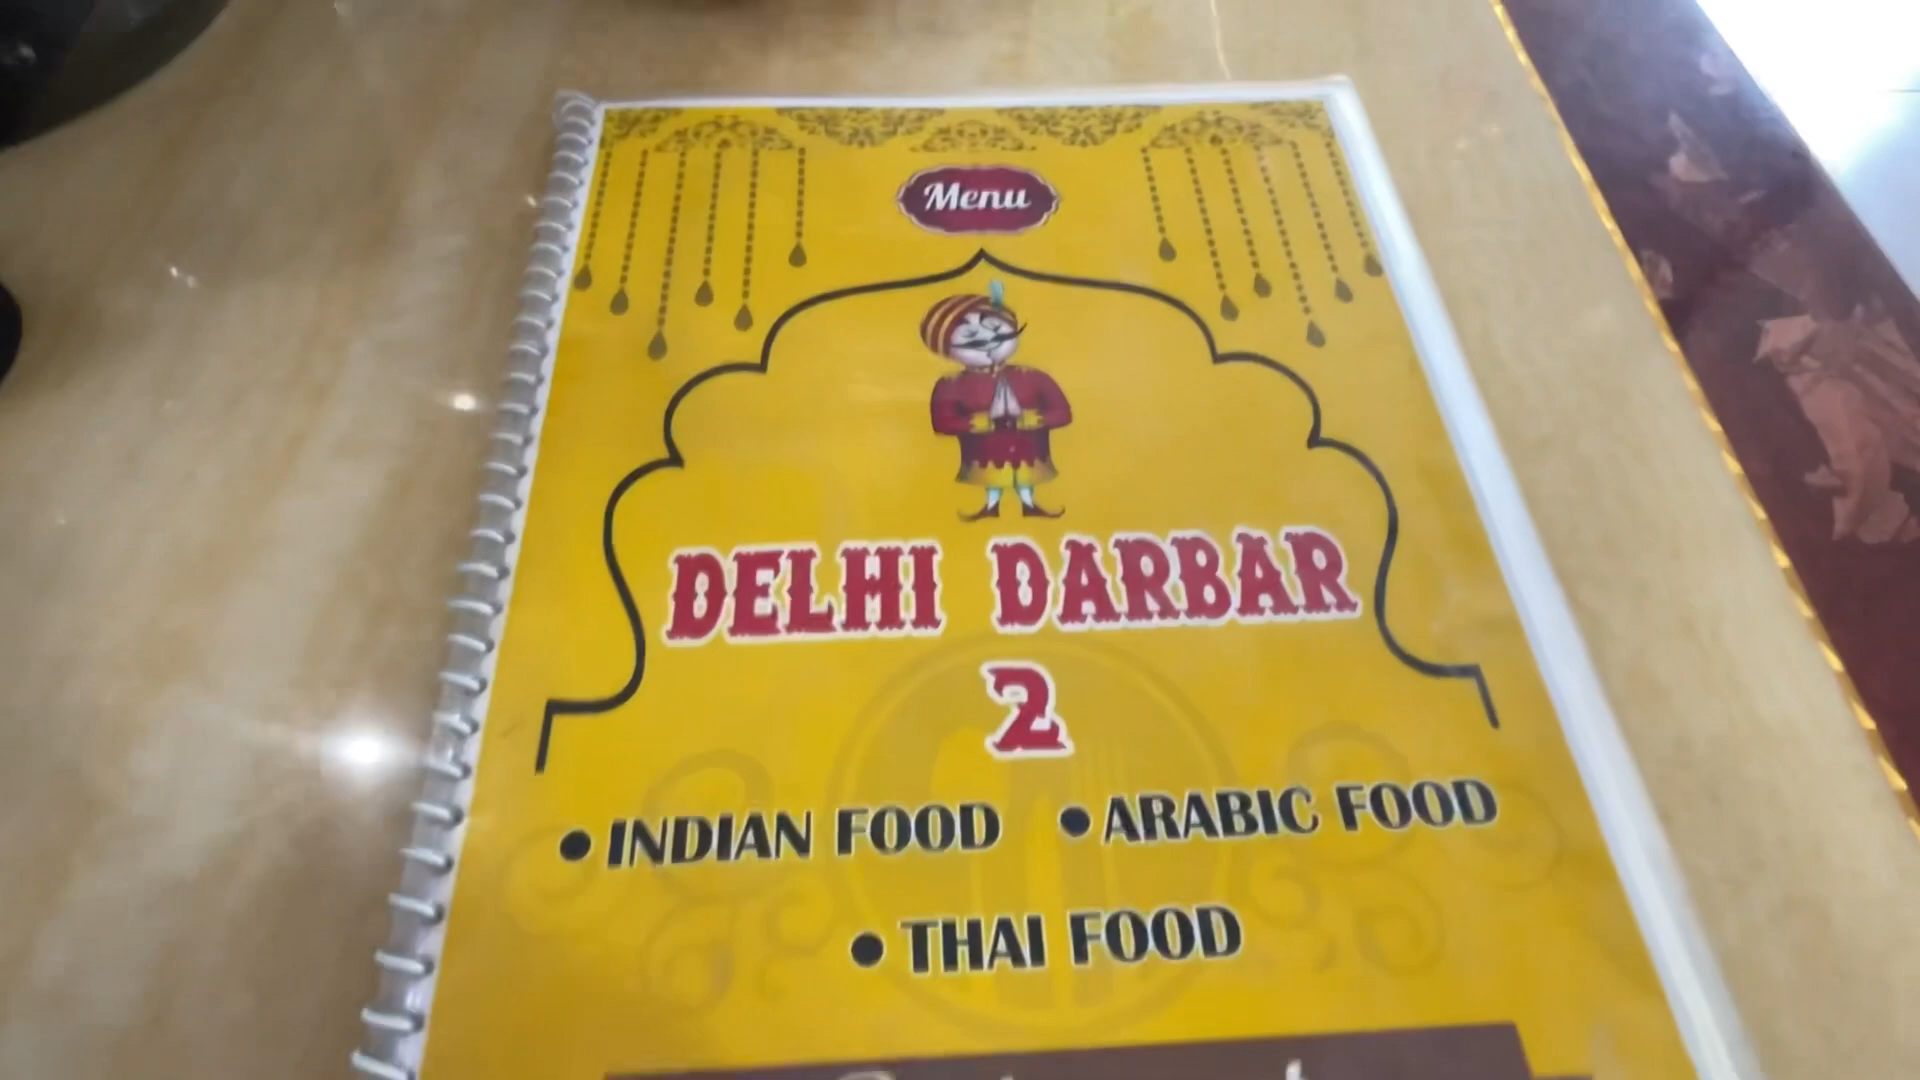 Menu
DELHI DARBAR
2
• INDIAN FOOD • ARABIC FOOD
• THAI FOOD